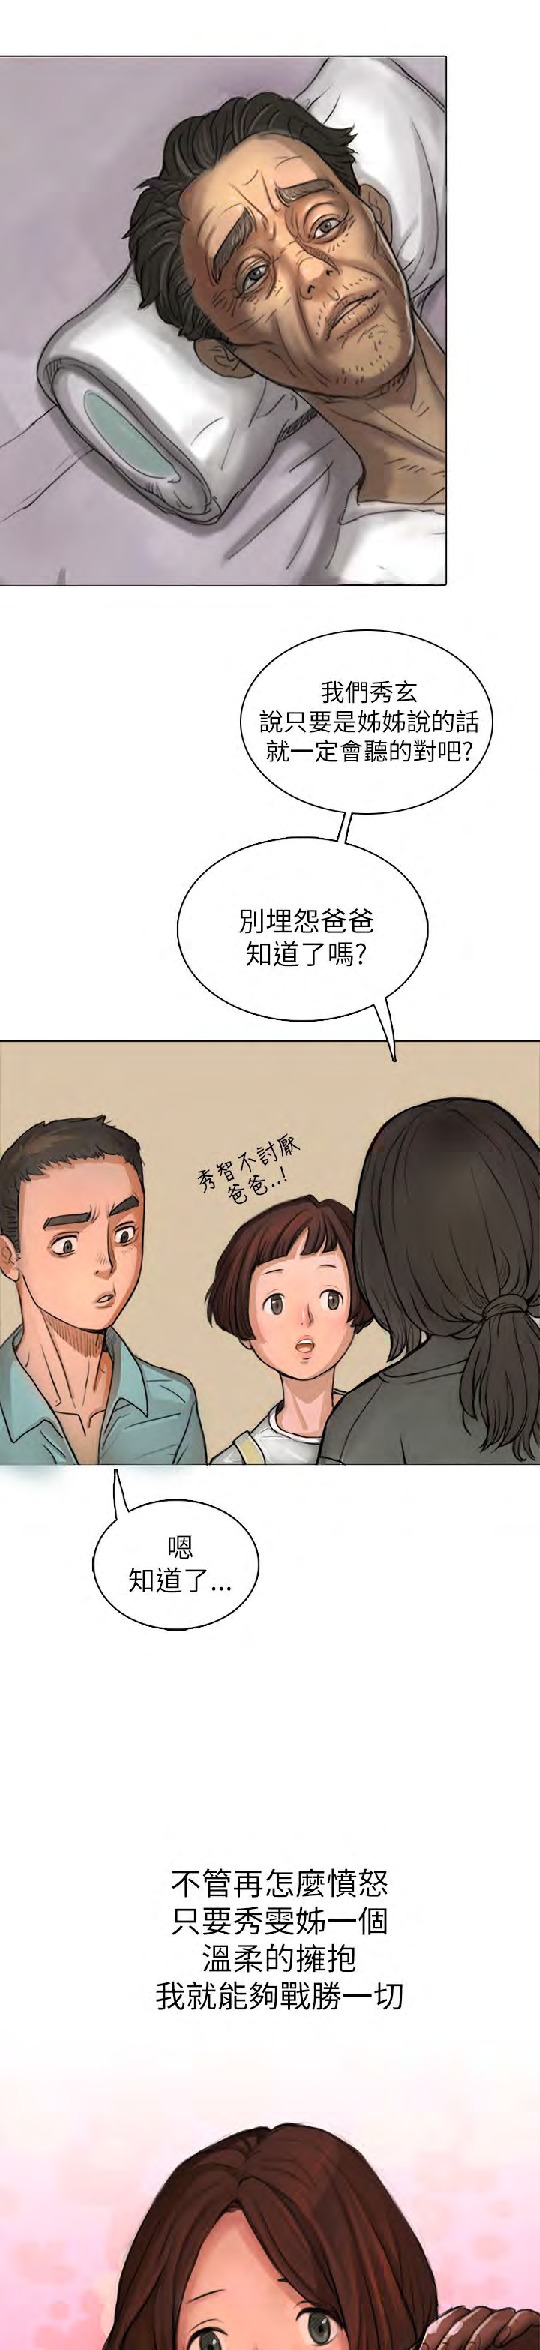 我們秀玄
說只要是姊姊說的話
就一定會聽的對吧?
別埋怨爸爸
知道了嗎?
秀智不討厭
爸爸..!
嗯
知道了...
不管再怎麼憤怒
只要秀雯姊一個
溫柔的擁抱
我就能夠戰勝一切